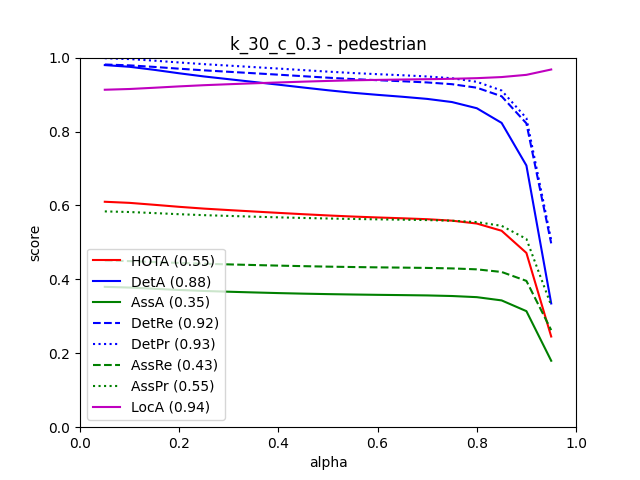 k_30_c_0.3 - pedestrian
score
1.0
0.8
0.6
0.4
0.2
0.0
HOTA (0.55)
DetA (0.88)
AssA (0.35)
DetRe (0.92)
DetPr (0.93)
AssRe (0.43)
AssPr (0.55)
LocA (0.94)
0.0 0.2 0.4 0.6 0.8 1.0
alpha